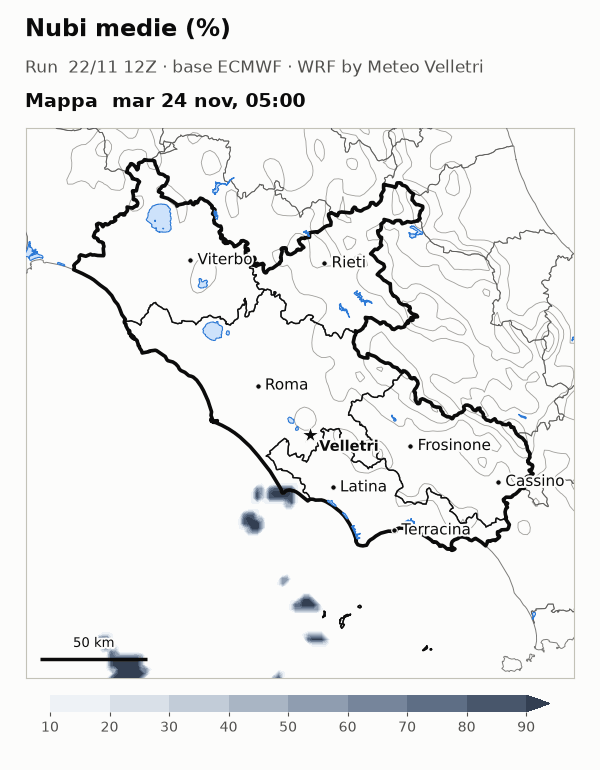 Nubi medie (%)
Run  22/11 12Z · base ECMWF · WRF by Meteo Velletri
Mappa  mar 24 nov, 05:00
Viterbo
Rieti
Roma
Velletri
Frosinone
Cassino
Latina
Terracina
50 km
10 20 30 40 50 60 70 80 90